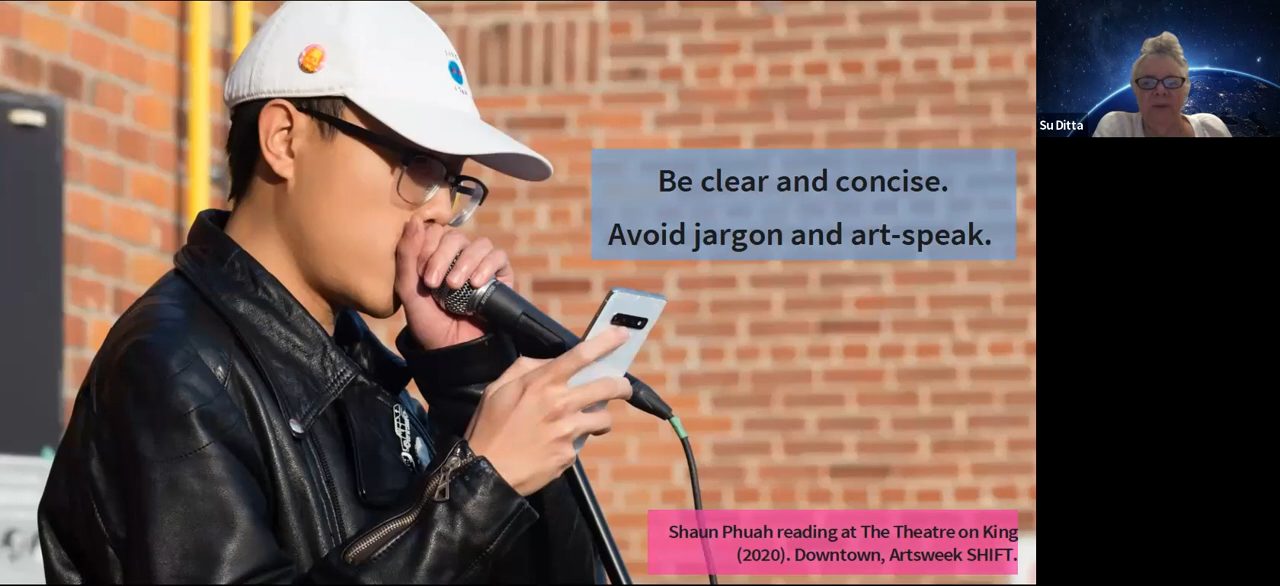 Be clear and concise.
Avoid jargon and art-speak.
Su Ditta
Shaun Phuah reading at The Theatre on King
(2020). Downtown, Artsweek SHIFT.